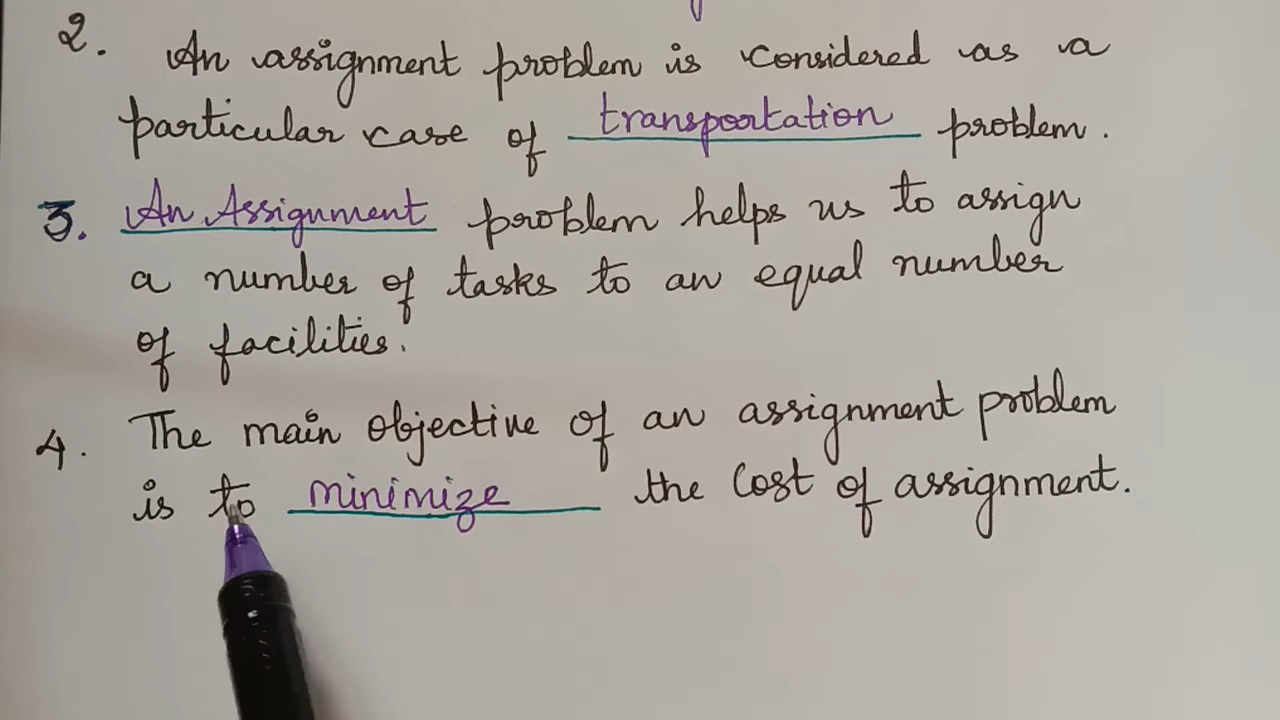 2. An assignment problem is considered as a
particular case of transportation problem.
3. An Assignment problem helps us to assign
a number of tasks to an equal number
of facilities.
4. The main objective of an assignment problem
is to minimize the cost of assignment.